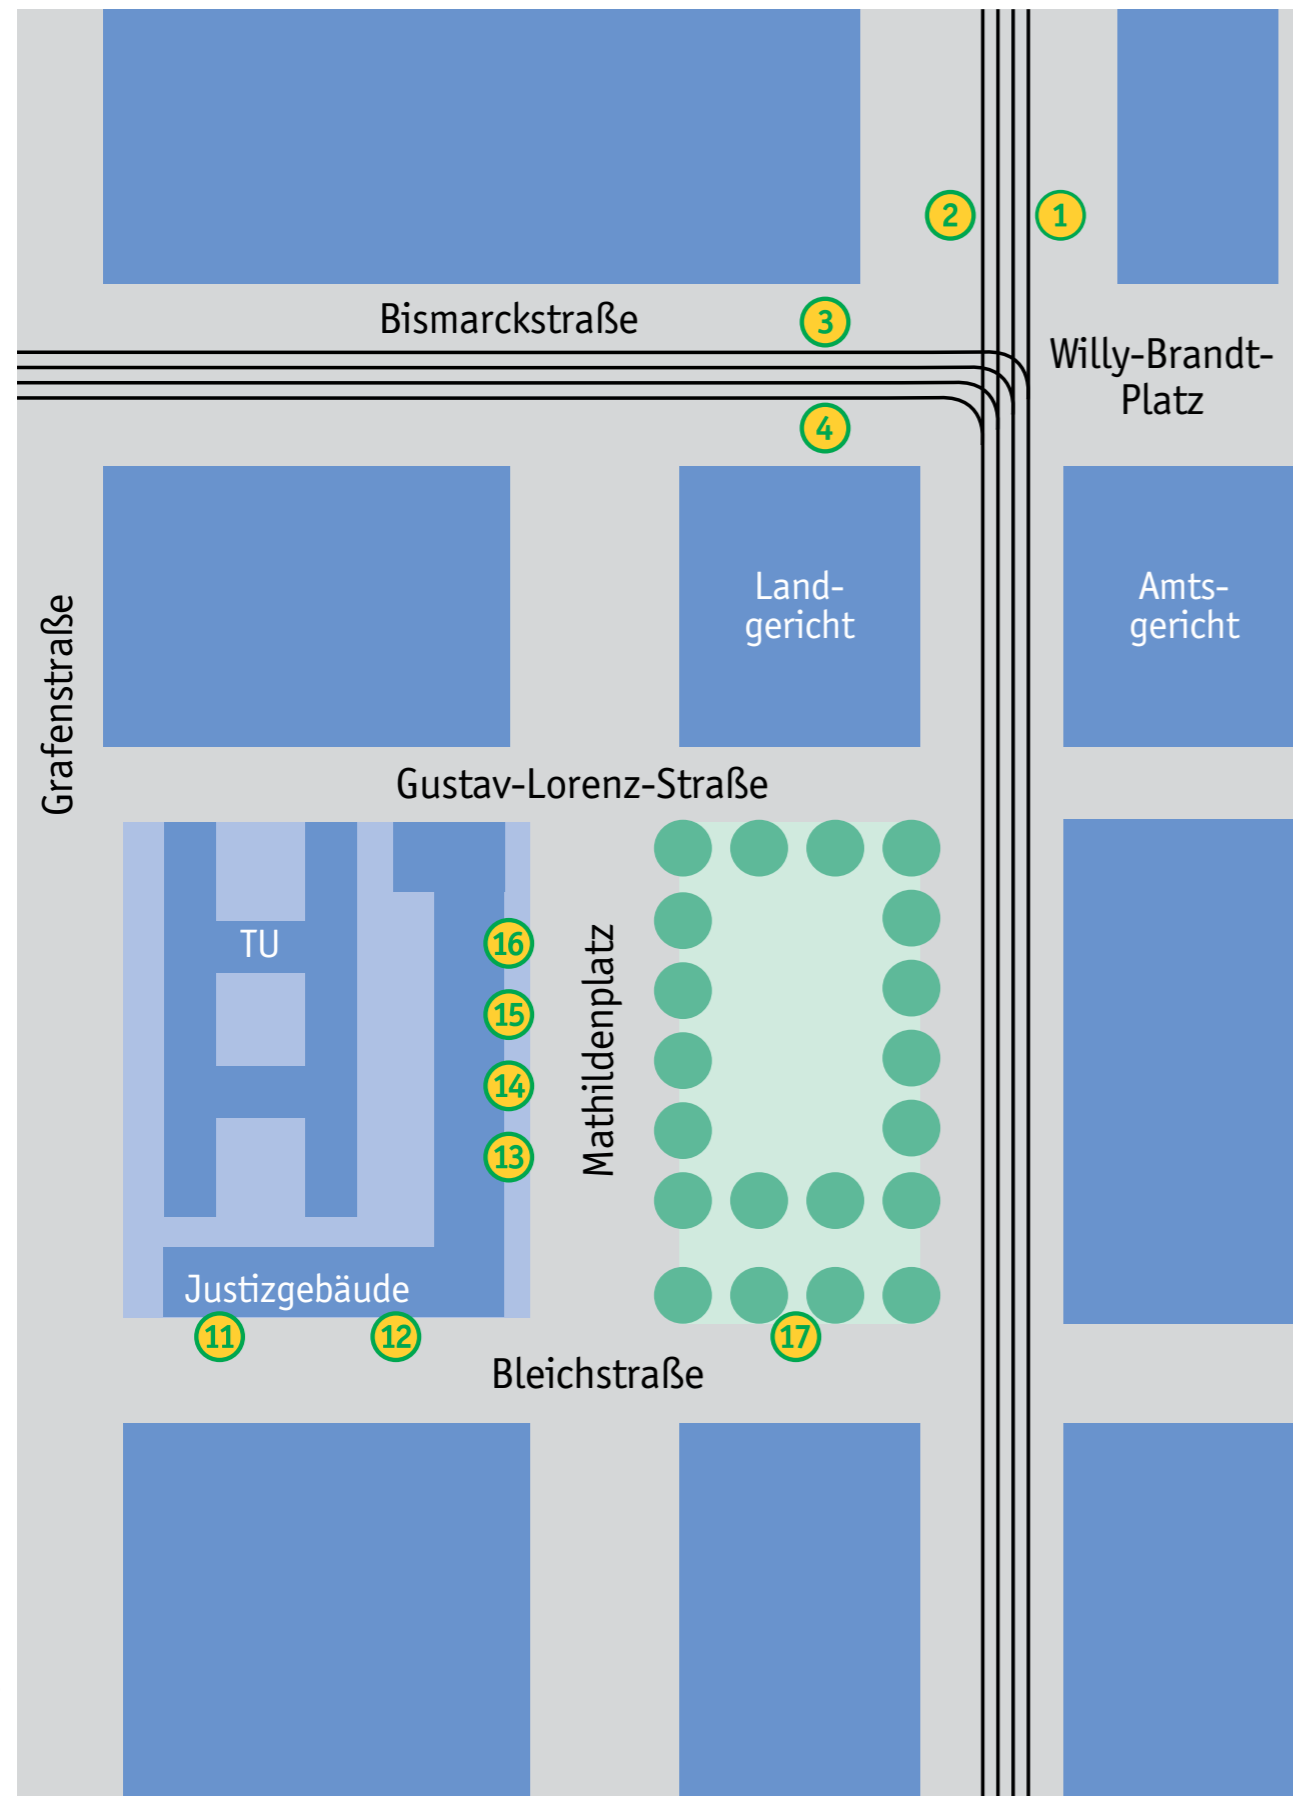 2
1
Bismarckstraße
3
Willy-Brandt-
Platz
4
Land-
gericht
Amts-
gericht
Grafenstraße
Gustav-Lorenz-Straße
TU
16
15
14
13
Mathildenplatz
Justizgebäude
11
12
17
Bleichstraße